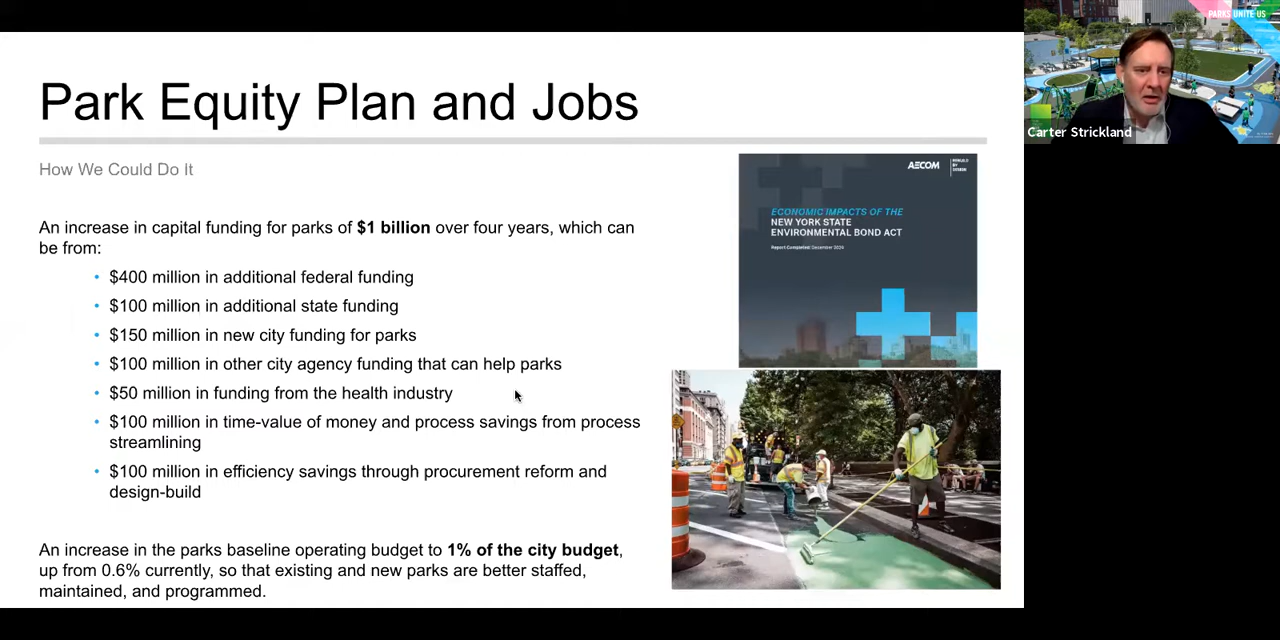 Park Equity Plan and Jobs
How We Could Do It
An increase in capital funding for parks of $1 billion over four years, which can
be from:
• $400 million in additional federal funding
• $100 million in additional state funding
• $150 million in new city funding for parks
• $100 million in other city agency funding that can help parks
• $50 million in funding from the health industry
• $100 million in time-value of money and process savings from process
streamlining
• $100 million in efficiency savings through procurement reform and
design-build
An increase in the parks baseline operating budget to 1% of the city budget,
up from 0.6% currently, so that existing and new parks are better staffed,
maintained, and programmed.
AECOM
REBUILD
BY
DESIGN
ECONOMIC IMPACTS OF THE
NEW YORK STATE
ENVIRONMENTAL BOND ACT
Report Completed: December
PARKS UNITE US
Carter Strickland